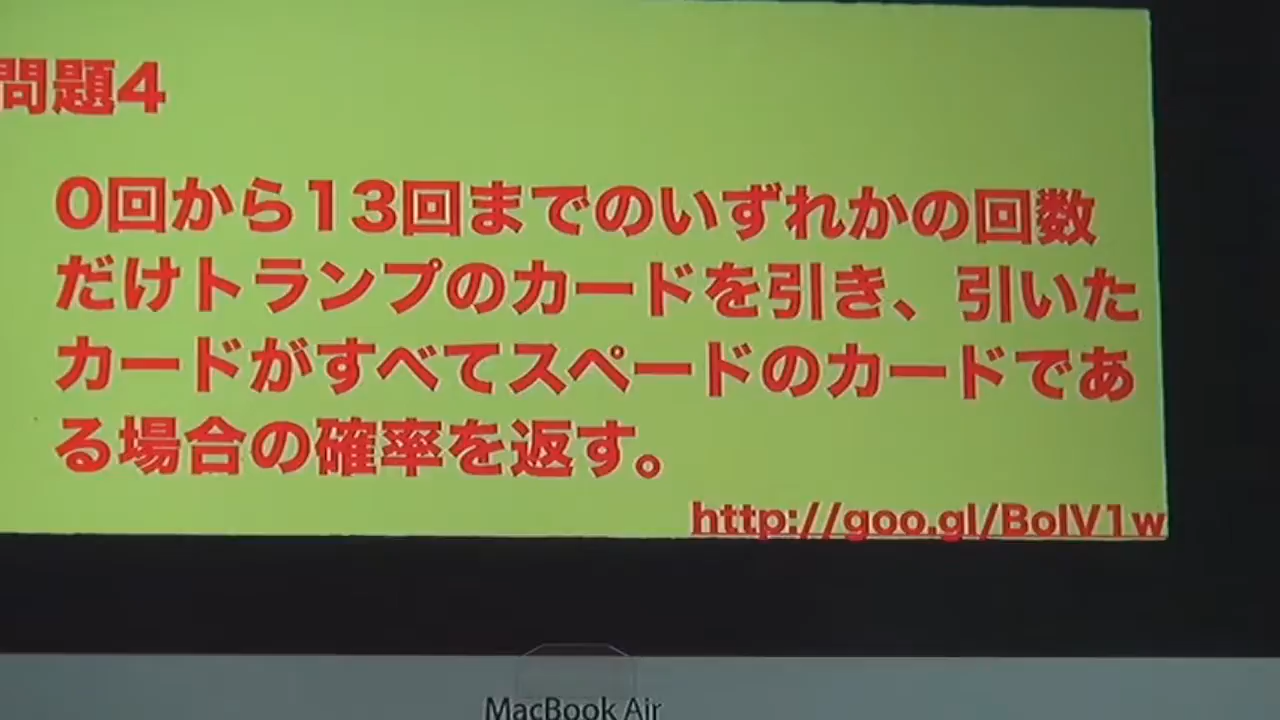 問題4
0回から13回までのいずれかの回数
だけトランプのカードを引き、引いた
カードがすべてスペードのカードであ
る場合の確率を返す。
http://goo.gl/BolV1w
MacBook Air